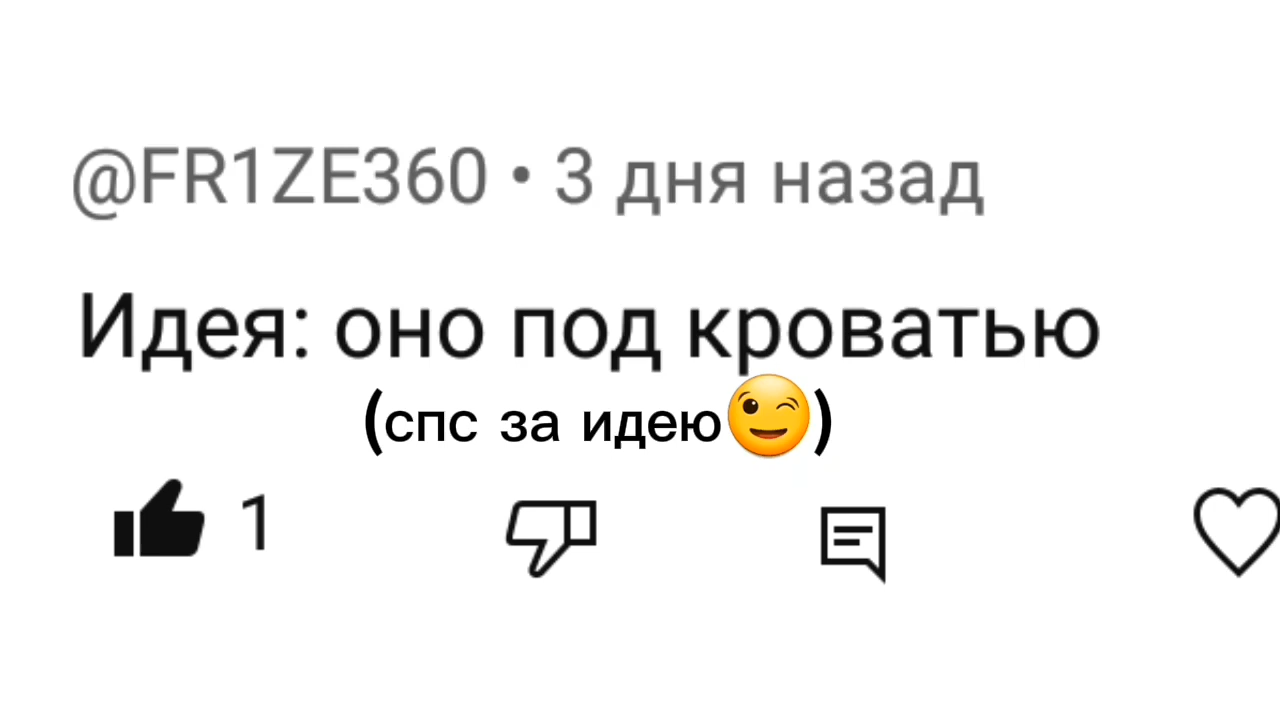 @FR1ZE360 • 3 дня назад
Идея: оно под кроватью
(спс за идею😉)
1